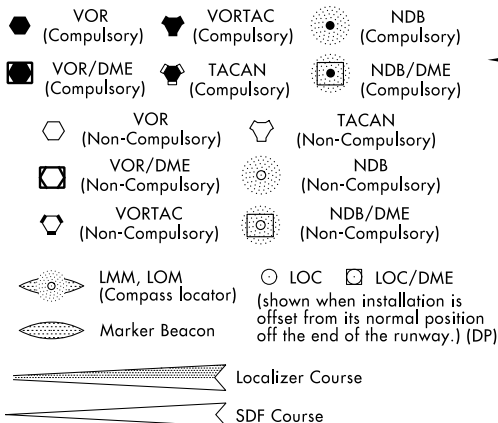 VOR
(Compulsory)
VORTAC
(Compulsory)
NDB
(Compulsory)
VOR/DME
(Compulsory)
TACAN
(Compulsory)
NDB/DME
(Compulsory)
VOR
(Non-Compulsory)
TACAN
(Non-Compulsory)
VOR/DME
(Non-Compulsory)
NDB
(Non-Compulsory)
VORTAC
(Non-Compulsory)
NDB/DME
(Non-Compulsory)
LMM, LOM
(Compass locator)
Marker Beacon
LOC
LOC/DME
(shown when installation is
offset from its normal position
off the end of the runway.) (DP)
Localizer Course
SDF Course